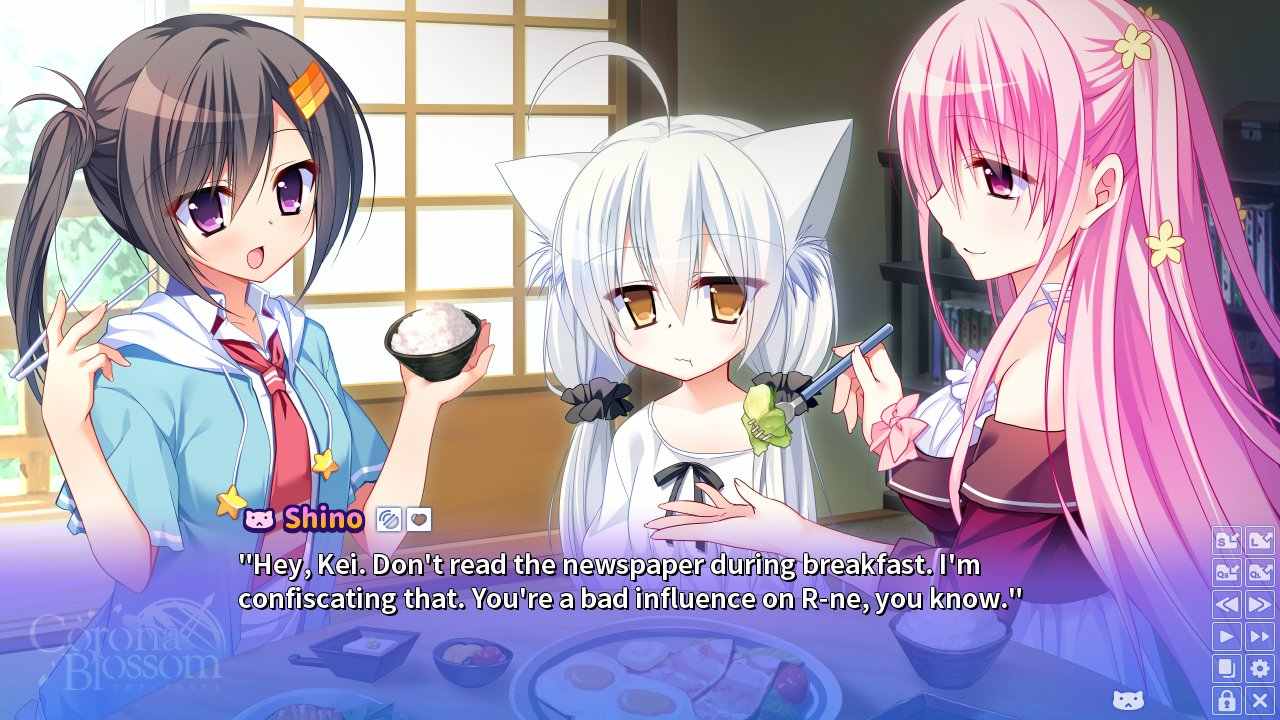 Shino
"Hey, Kei. Don't read the newspaper during breakfast. I'm
confiscating that. You're a bad influence on R-ne, you know."
Corona
Blossom